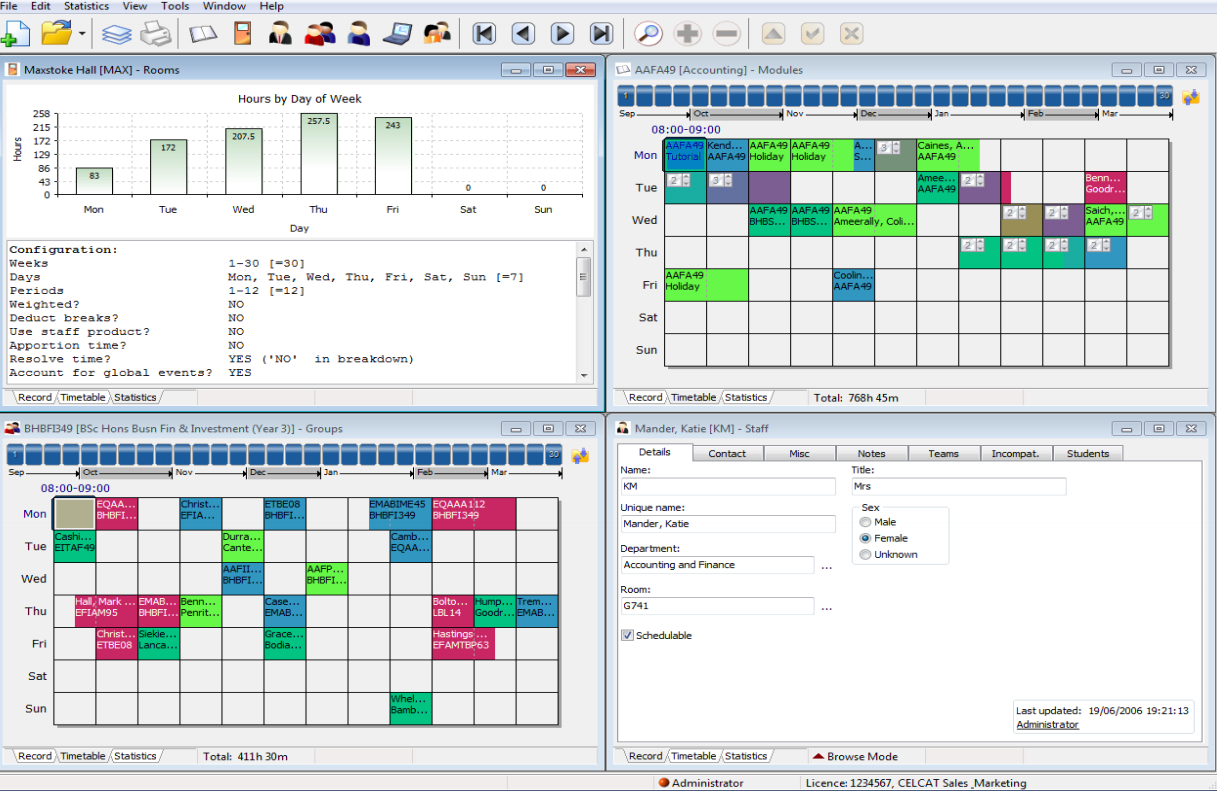 File Edit Statistics View Tools Window Help
Maxstoke Hall [MAX] - Rooms
Hours by Day of Week
Hours
258
215
172
129
86
43
0
83
172
207.5
257.5
243
0
0
Mon Tue Wed Thu Fri Sat Sun
Day
Configuration:
Weeks 1-30 [=30]
Days Mon, Tue, Wed, Thu, Fri, Sat, Sun [=7]
Periods 1-12 [=12]
Weighted? NO
Deduct breaks? NO
Use staff product? NO
Apportion time? NO
Resolve time? YES ('NO' in breakdown)
Account for global events? YES
Record Timetable Statistics
AAFA49 [Accounting] - Modules
1 30
Sep Oct Nov Dec Jan Feb Mar
08:00-09:00
Mon AAFA49 Kend... AAFA49 AAFA49 A... 3 Caines, A...
Tutorial AAFA49 Holiday Holiday S... AAFA49
Tue 2 3 Amee... 2 Benn...
AAFA49 Goodr...
Wed AAFA49 AAFA49 AAFA49 2 2 Saich,... 2
BHBS... BHBS... Ameerally, Coli... AAFA49
Thu 2 2 2 2
Fri AAFA49 Coolin...
Holiday AAFA49
Sat
Sun
Record Timetable Statistics Total: 768h 45m
BHBFI349 [BSc Hons Busn Fin & Investment (Year 3)] - Groups
1 30
Sep Oct Nov Dec Jan Feb Mar
08:00-09:00
Mon EQAA... Christ... ETBE08 EMABIME45 EQAAA112
BHBFI... EFIA... BHBFI... BHBFI349 BHBFI349
Tue Cashi... Durra... Camb...
EITAF49 Cante... EQAA...
Wed AAFII... AAFP...
BHBFI... BHBFI...
Thu Hall, Mark ... EMAB... Benn... Case... Bolto... Hump... Trem...
EFIAM95 BHBFI... Penrit... EMAB... LBL14 Goodr... EMAB...
Fri Christ... Siekie... Grace... Hastings ...
ETBE08 Lanca... Bodia... EFAMTBP63
Sat
Sun Whel...
Bamb...
Record Timetable Statistics Total: 411h 30m
Mander, Katie [KM] - Staff
Details Contact Misc Notes Teams Incompat. Students
Name: Title:
KM Mrs
Unique name: Sex
Mander, Katie Male
Female
Department: Unknown
Accounting and Finance ...
Room:
G741 ...
Schedulable
Last updated: 19/06/2006 19:21:13
Administrator
Record Timetable Statistics Browse Mode
Administrator Licence: 1234567, CELCAT Sales _Marketing